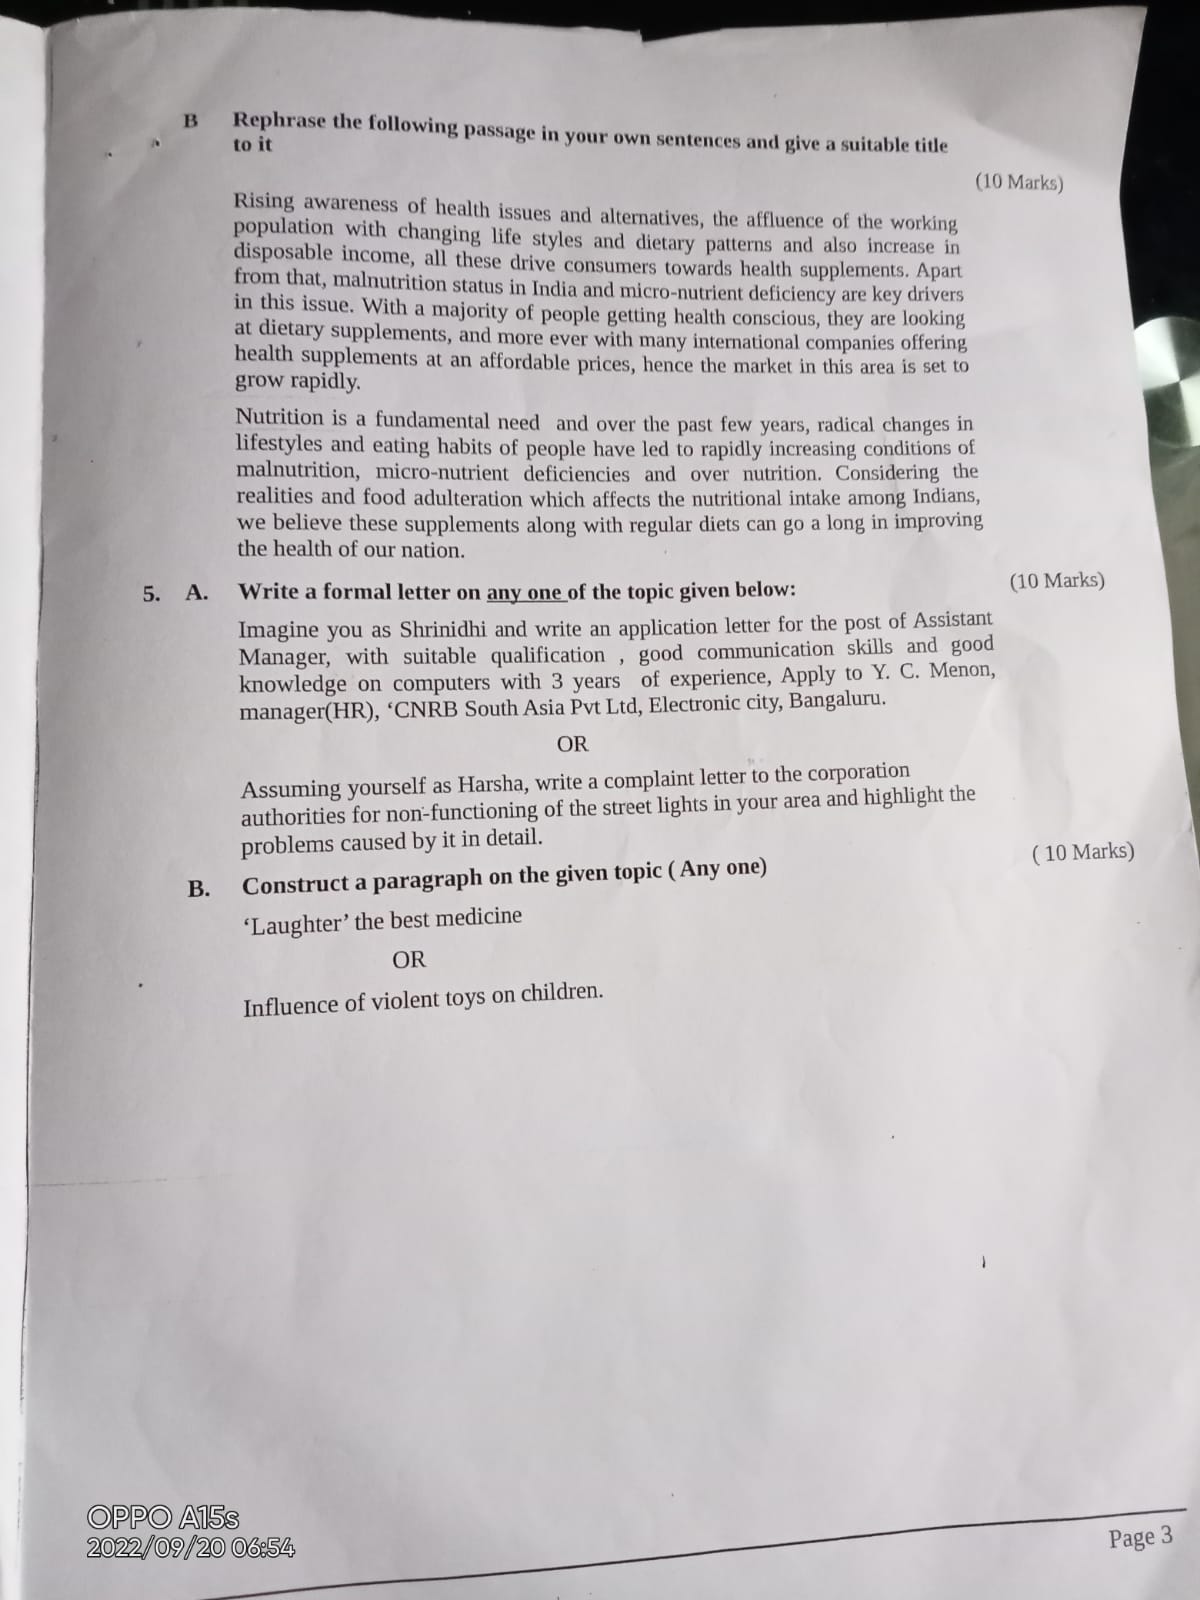 B Rephrase the following passage in your own sentences and give a suitable title
to it
(10 Marks)
Rising awareness of health issues and alternatives, the affluence of the working
population with changing life styles and dietary patterns and also increase in
disposable income, all these drive consumers towards health supplements. Apart
from that, malnutrition status in India and micro-nutrient deficiency are key drivers
in this issue. With a majority of people getting health conscious, they are looking
at dietary supplements, and more ever with many international companies offering
health supplements at an affordable prices, hence the market in this area is set to
grow rapidly.
Nutrition is a fundamental need and over the past few years, radical changes in
lifestyles and eating habits of people have led to rapidly increasing conditions of
malnutrition, micro-nutrient deficiencies and over nutrition. Considering the
realities and food adulteration which affects the nutritional intake among Indians,
we believe these supplements along with regular diets can go a long in improving
the health of our nation.
5. A. Write a formal letter on any one of the topic given below: (10 Marks)
Imagine you as Shrinidhi and write an application letter for the post of Assistant
Manager, with suitable qualification , good communication skills and good
knowledge on computers with 3 years of experience, Apply to Y. C. Menon,
manager(HR), ‘CNRB South Asia Pvt Ltd, Electronic city, Bangaluru.
OR
Assuming yourself as Harsha, write a complaint letter to the corporation
authorities for non-functioning of the street lights in your area and highlight the
problems caused by it in detail.
B. Construct a paragraph on the given topic ( Any one) ( 10 Marks)
‘Laughter’ the best medicine
OR
Influence of violent toys on children.
OPPO A15s
2022/09/20 06:54
Page 3